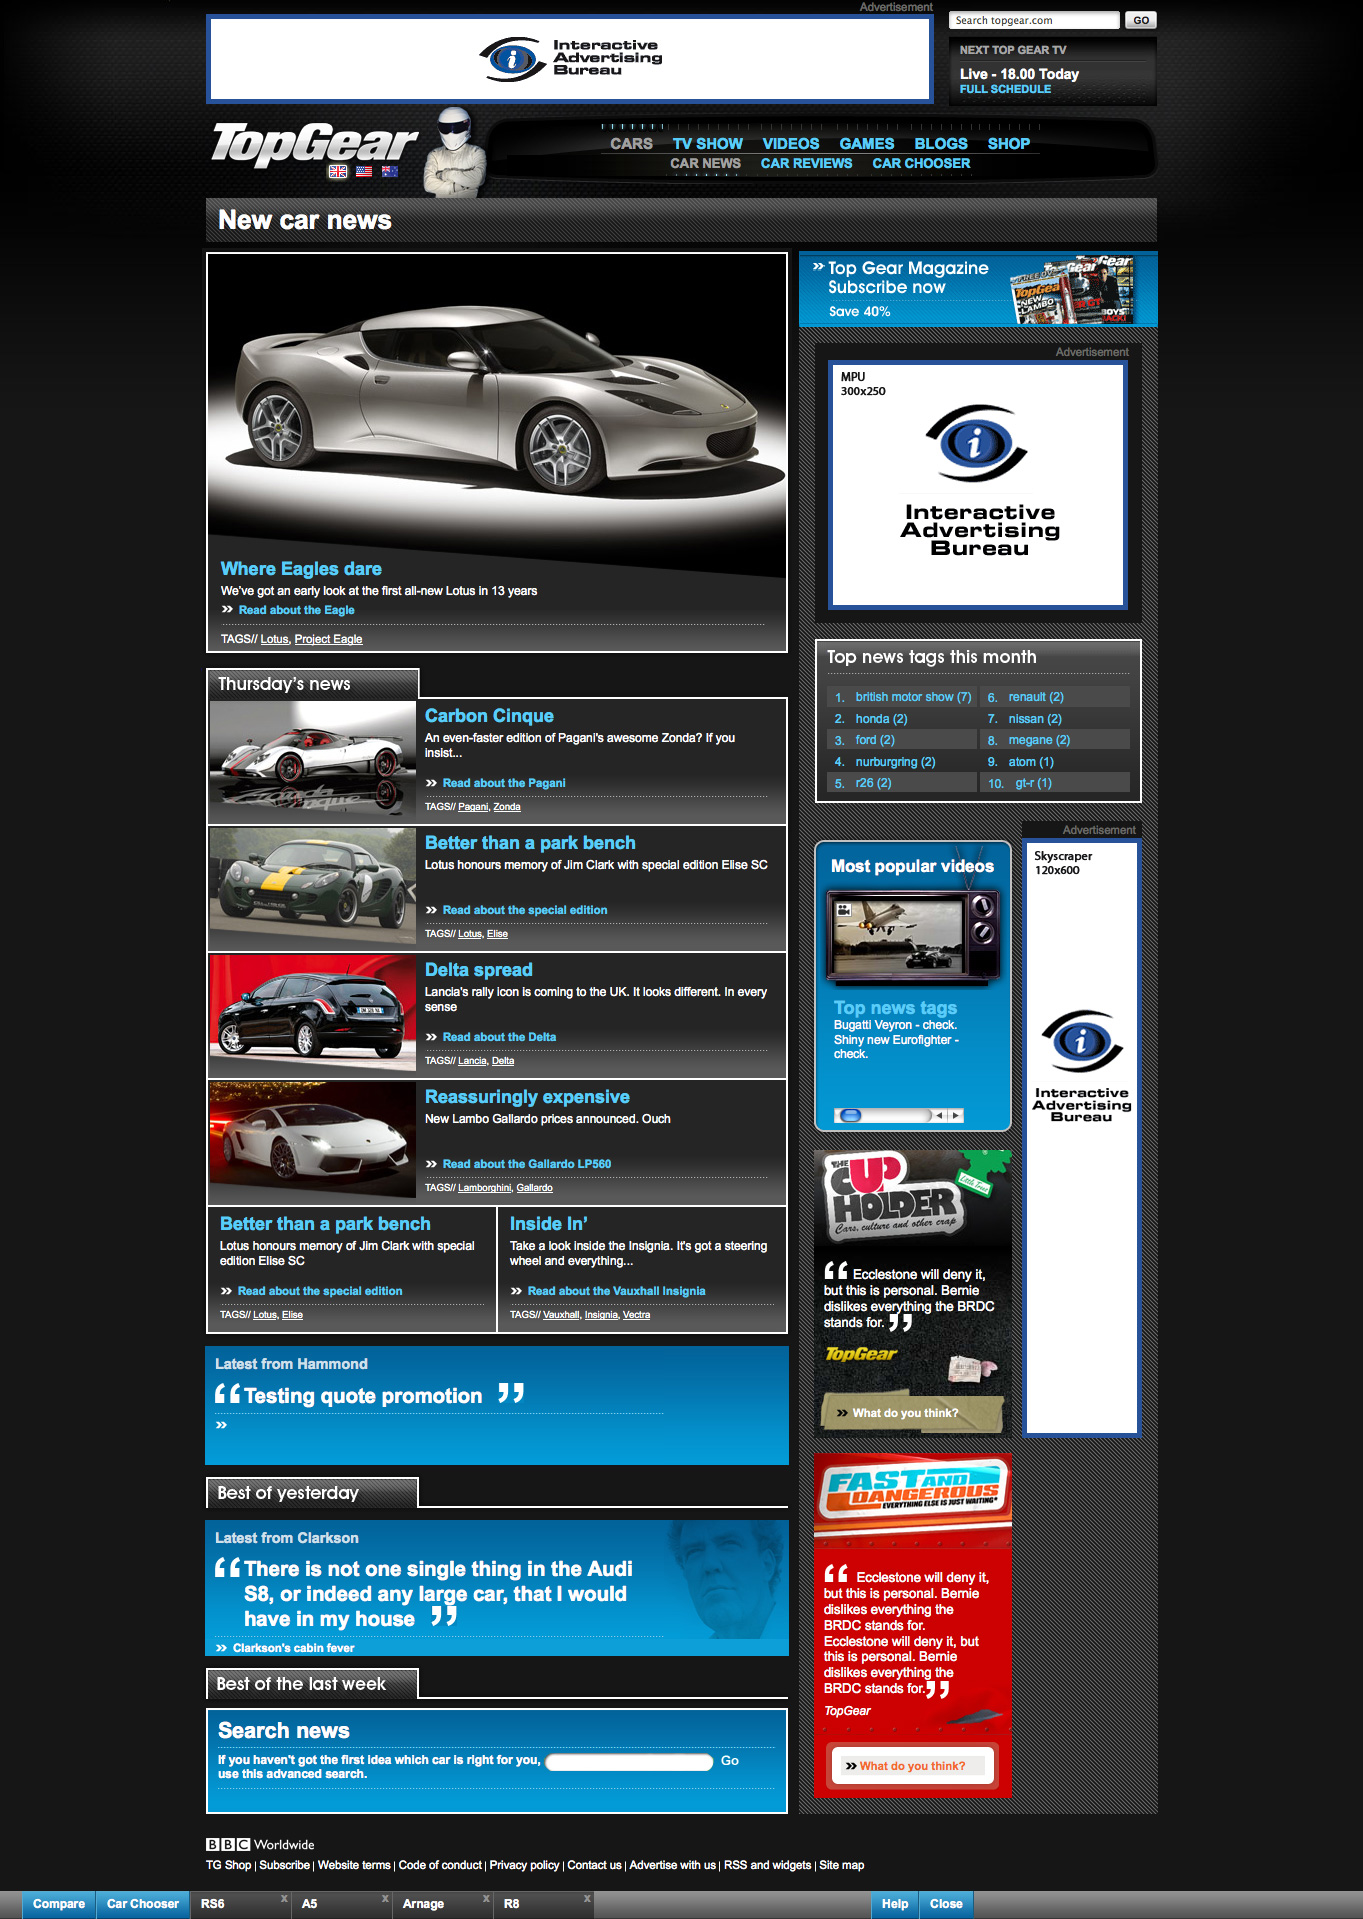 Advertisement
Interactive
Advertising
Bureau
Search topgear.com
GO
NEXT TOP GEAR TV
Live - 18.00 Today
FULL SCHEDULE
TopGear
CARS TV SHOW VIDEOS GAMES BLOGS SHOP
CAR NEWS CAR REVIEWS CAR CHOOSER
New car news
Where Eagles dare
We've got an early look at the first all-new Lotus in 13 years
» Read about the Eagle
TAGS// Lotus, Project Eagle
Thursday's news
Carbon Cinque
An even-faster edition of Pagani's awesome Zonda? If you
insist...
» Read about the Pagani
TAGS// Pagani, Zonda
Better than a park bench
Lotus honours memory of Jim Clark with special edition Elise SC
» Read about the special edition
TAGS// Lotus, Elise
Delta spread
Lancia's rally icon is coming to the UK. It looks different. In every
sense
» Read about the Delta
TAGS// Lancia, Delta
Reassuringly expensive
New Lambo Gallardo prices announced. Ouch
» Read about the Gallardo LP560
TAGS// Lamborghini, Gallardo
Better than a park bench
Lotus honours memory of Jim Clark with special
edition Elise SC
» Read about the special edition
TAGS// Lotus, Elise
Inside In'
Take a look inside the Insignia. It's got a steering
wheel and everything...
» Read about the Vauxhall Insignia
TAGS// Vauxhall, Insignia, Vectra
Latest from Hammond
“ Testing quote promotion ”
»
Best of yesterday
Latest from Clarkson
“ There is not one single thing in the Audi
S8, or indeed any large car, that I would
have in my house ”
» Clarkson's cabin fever
Best of the last week
Search news
If you haven't got the first idea which car is right for you,
use this advanced search.
Go
» Top Gear Magazine
Subscribe now
Save 40%
TopGear
NEW
LAMBO
Advertisement
MPU
300x250
Interactive
Advertising
Bureau
Top news tags this month
1. british motor show (7)
2. honda (2)
3. ford (2)
4. nurburgring (2)
5. r26 (2)
6. renault (2)
7. nissan (2)
8. megane (2)
9. atom (1)
10. gt-r (1)
Most popular videos
Top news tags
Bugatti Veyron - check.
Shiny new Eurofighter -
check.
Advertisement
Skyscraper
120x600
Interactive
Advertising
Bureau
THE
CUP
HOLDER
Cars, culture and other crap
Little Trees
“ Ecclestone will deny it,
but this is personal. Bernie
dislikes everything the BRDC
stands for. ”
TopGear
» What do you think?
FAST AND
DANGEROUS
EVERYTHING ELSE IS JUST WAITING*
“ Ecclestone will deny it,
but this is personal. Bernie
dislikes everything the
BRDC stands for.
Ecclestone will deny it, but
this is personal. Bernie
dislikes everything the
BRDC stands for. ”
TopGear
» What do you think?
BBC Worldwide
TG Shop | Subscribe | Website terms | Code of conduct | Privacy policy | Contact us | Advertise with us | RSS and widgets | Site map
Compare Car Chooser RS6 x A5 x Arnage x R8 x Help Close